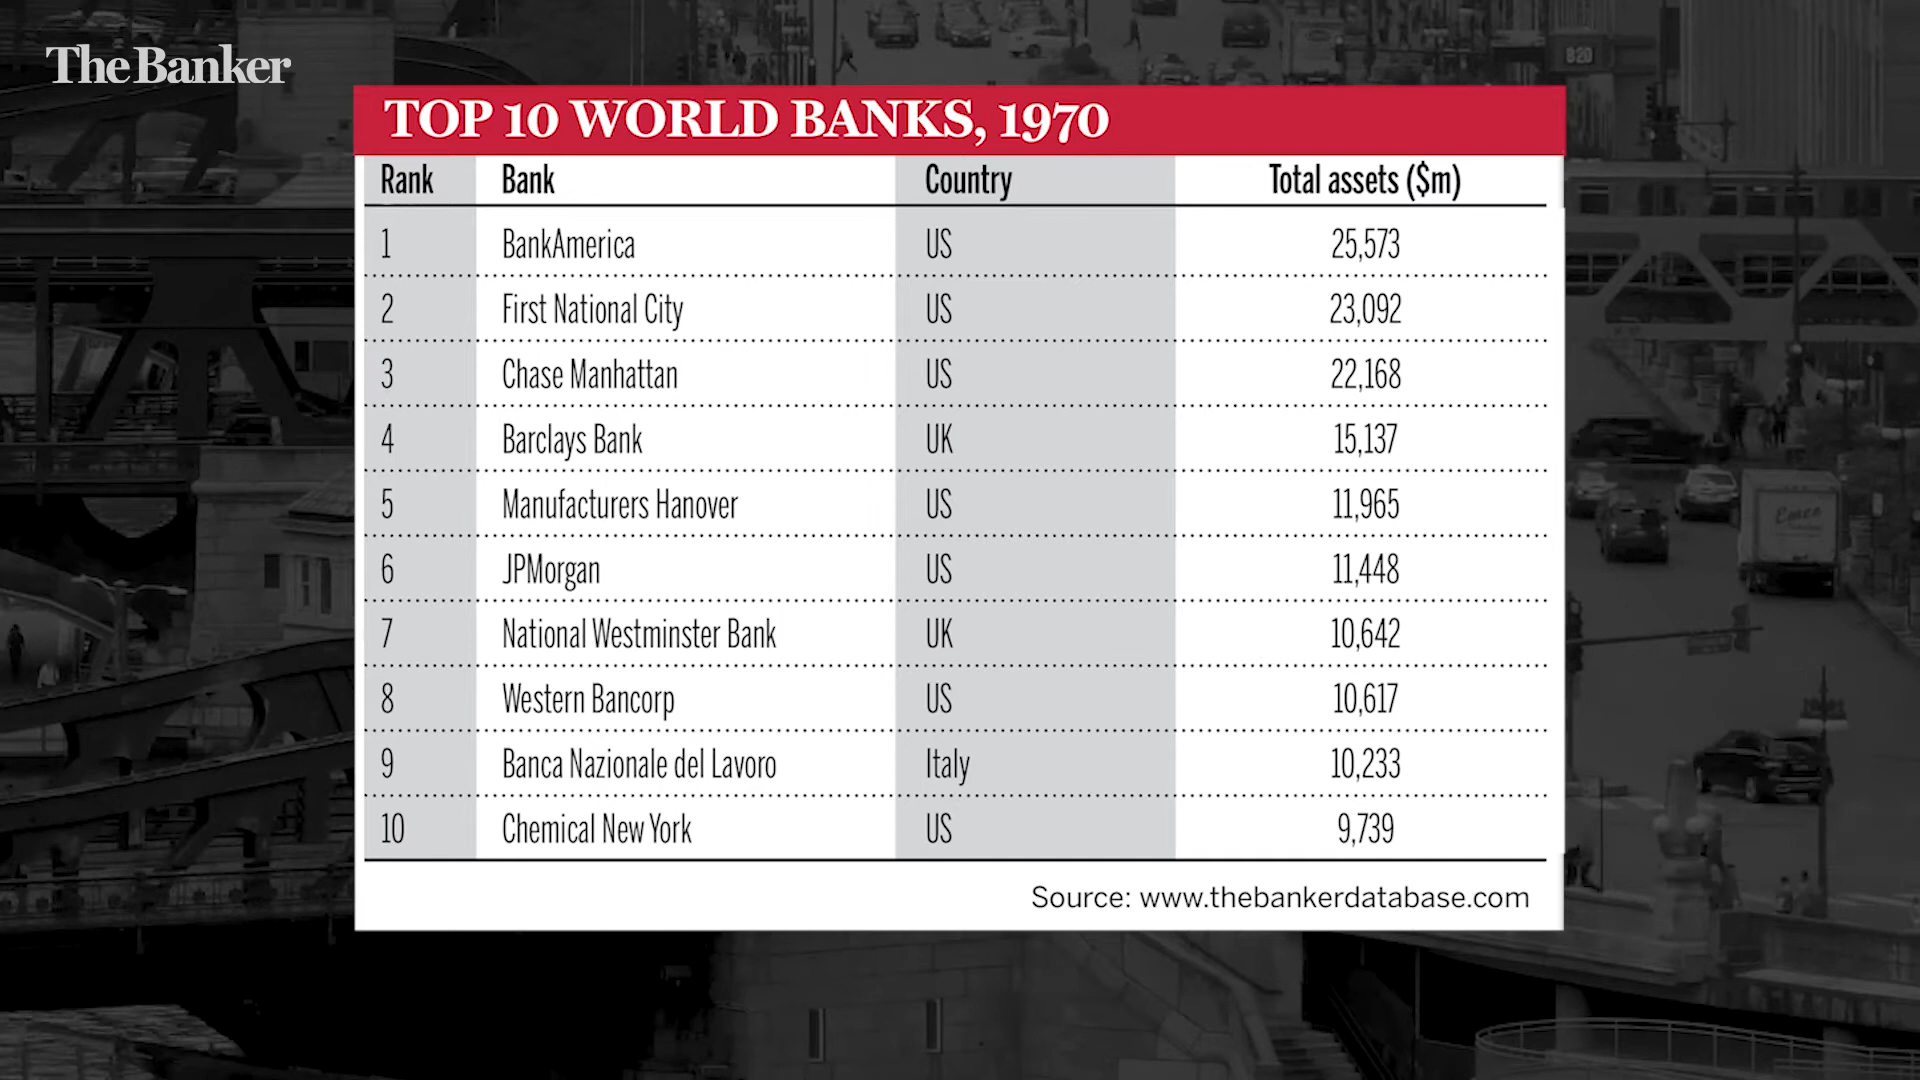 The Banker
TOP 10 WORLD BANKS, 1970
Rank Bank Country Total assets ($m)
1 BankAmerica US 25,573
2 First National City US 23,092
3 Chase Manhattan US 22,168
4 Barclays Bank UK 15,137
5 Manufacturers Hanover US 11,965
6 JPMorgan US 11,448
7 National Westminster Bank UK 10,642
8 Western Bancorp US 10,617
9 Banca Nazionale del Lavoro Italy 10,233
10 Chemical New York US 9,739
Source: www.thebankerdatabase.com